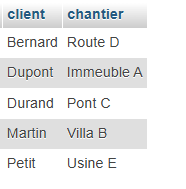 client chantier
Bernard Route D
Dupont Immeuble A
Durand Pont C
Martin Villa B
Petit Usine E